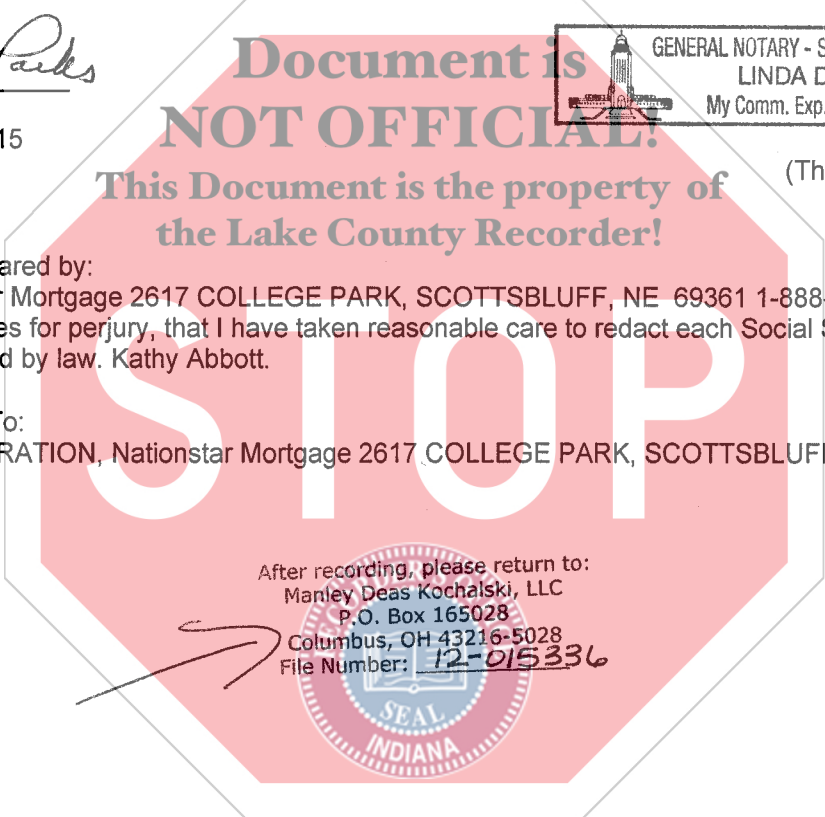 Parks
Document is
NOT OFFICIAL!
This Document is the property of
the Lake County Recorder!
GENERAL NOTARY - S
LINDA D
My Comm. Exp.
15
(Th
ared by:
r Mortgage 2617 COLLEGE PARK, SCOTTSBLUFF, NE 69361 1-888-
es for perjury, that I have taken reasonable care to redact each Social S
d by law. Kathy Abbott.
STOP
To:
RATION, Nationstar Mortgage 2617 COLLEGE PARK, SCOTTSBLUFF
After recording, please return to:
Manley Deas Kochalski, LLC
P.O. Box 165028
Columbus, OH 43216-5028
File Number: 12-015336
SEAL
INDIANA